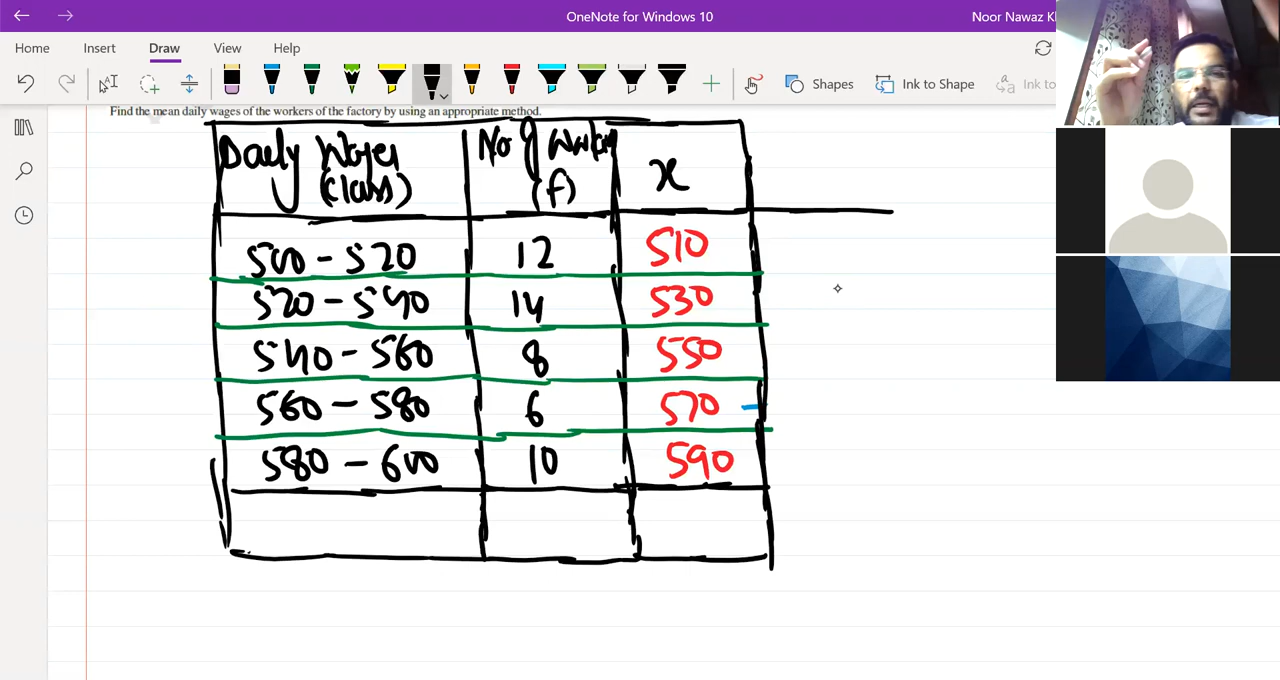 OneNote for Windows 10
Noor Nawaz Kh
Home Insert Draw View Help
Shapes Ink to Shape Ink to
Find the mean daily wages of the workers of the factory by using an appropriate method.
Daily Wages (Class) No of Workers (f) x
500 - 520 12 510
520 - 540 14 530
540 - 560 8 550
560 - 580 6 570
580 - 600 10 590